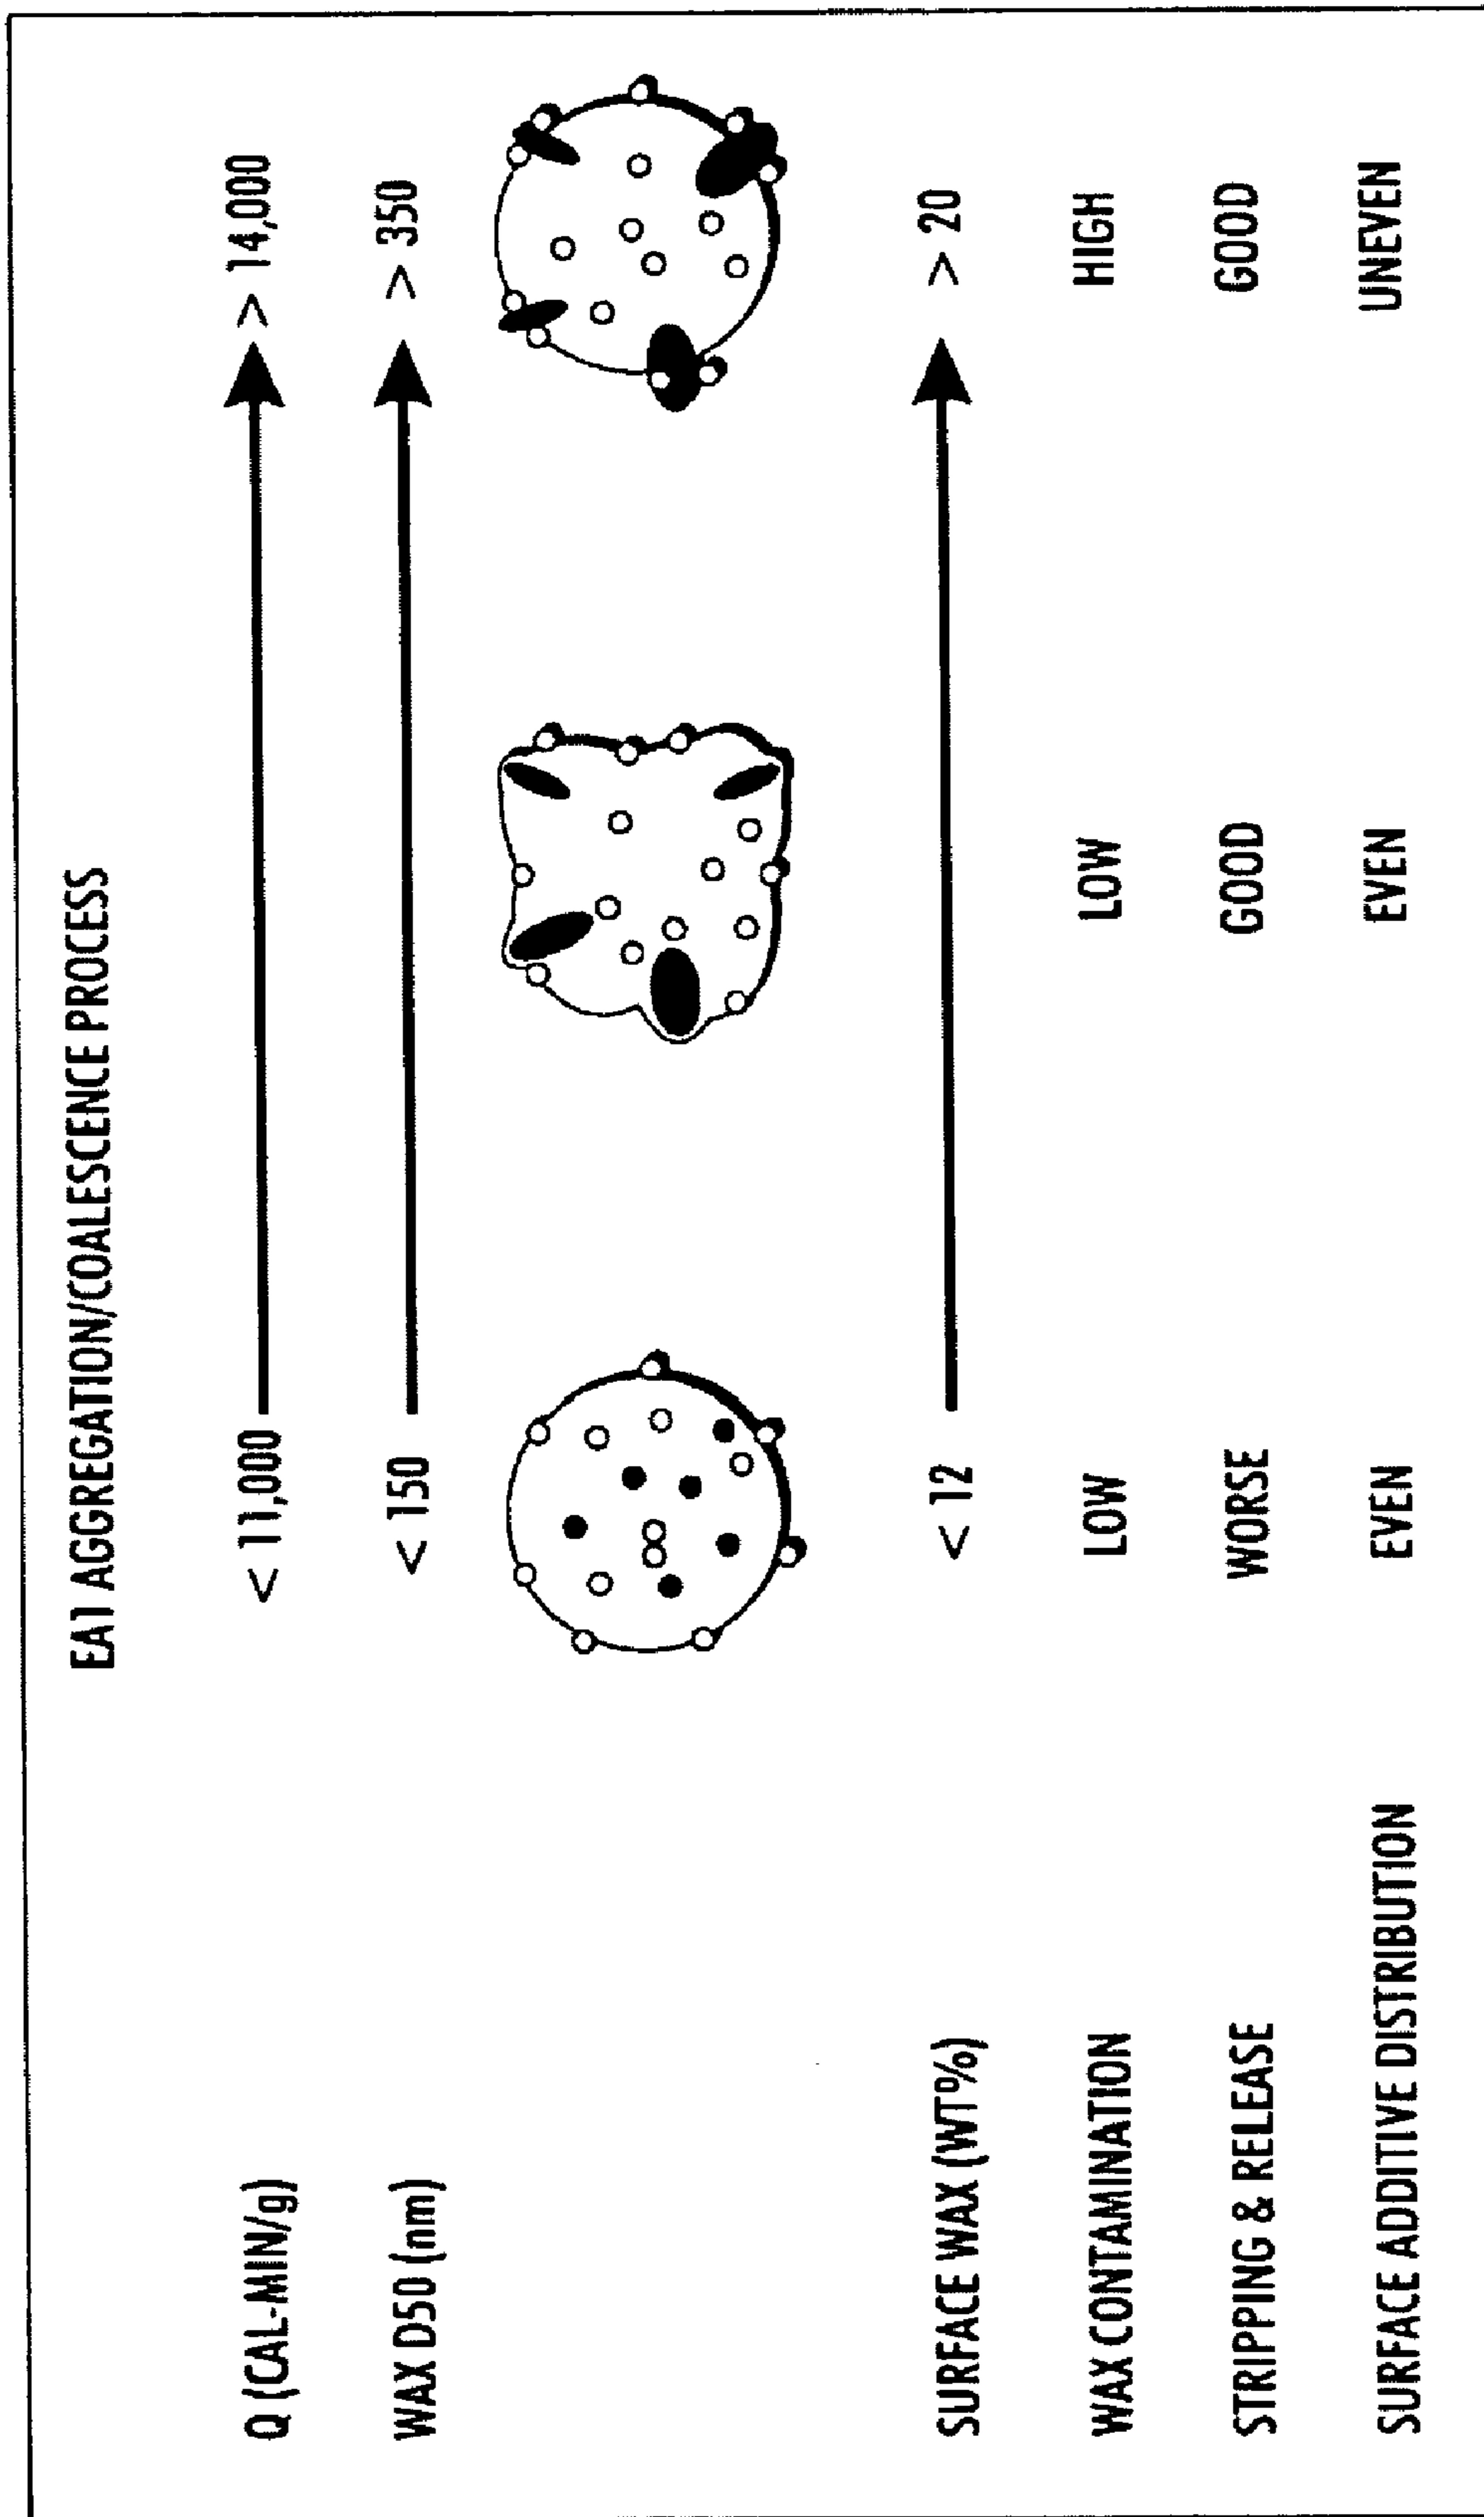 EA1 AGGREGATION/COALESCENCE PROCESS
Q (CAL-MIN/g) < 11,000 > 14,000
WAX D50 (nm) < 150 > 350
SURFACE WAX (WT%) < 12 > 20
WAX CONTAMINATION LOW LOW HIGH
STRIPPING & RELEASE WORSE GOOD GOOD
SURFACE ADDITIVE DISTRIBUTION EVEN EVEN UNEVEN